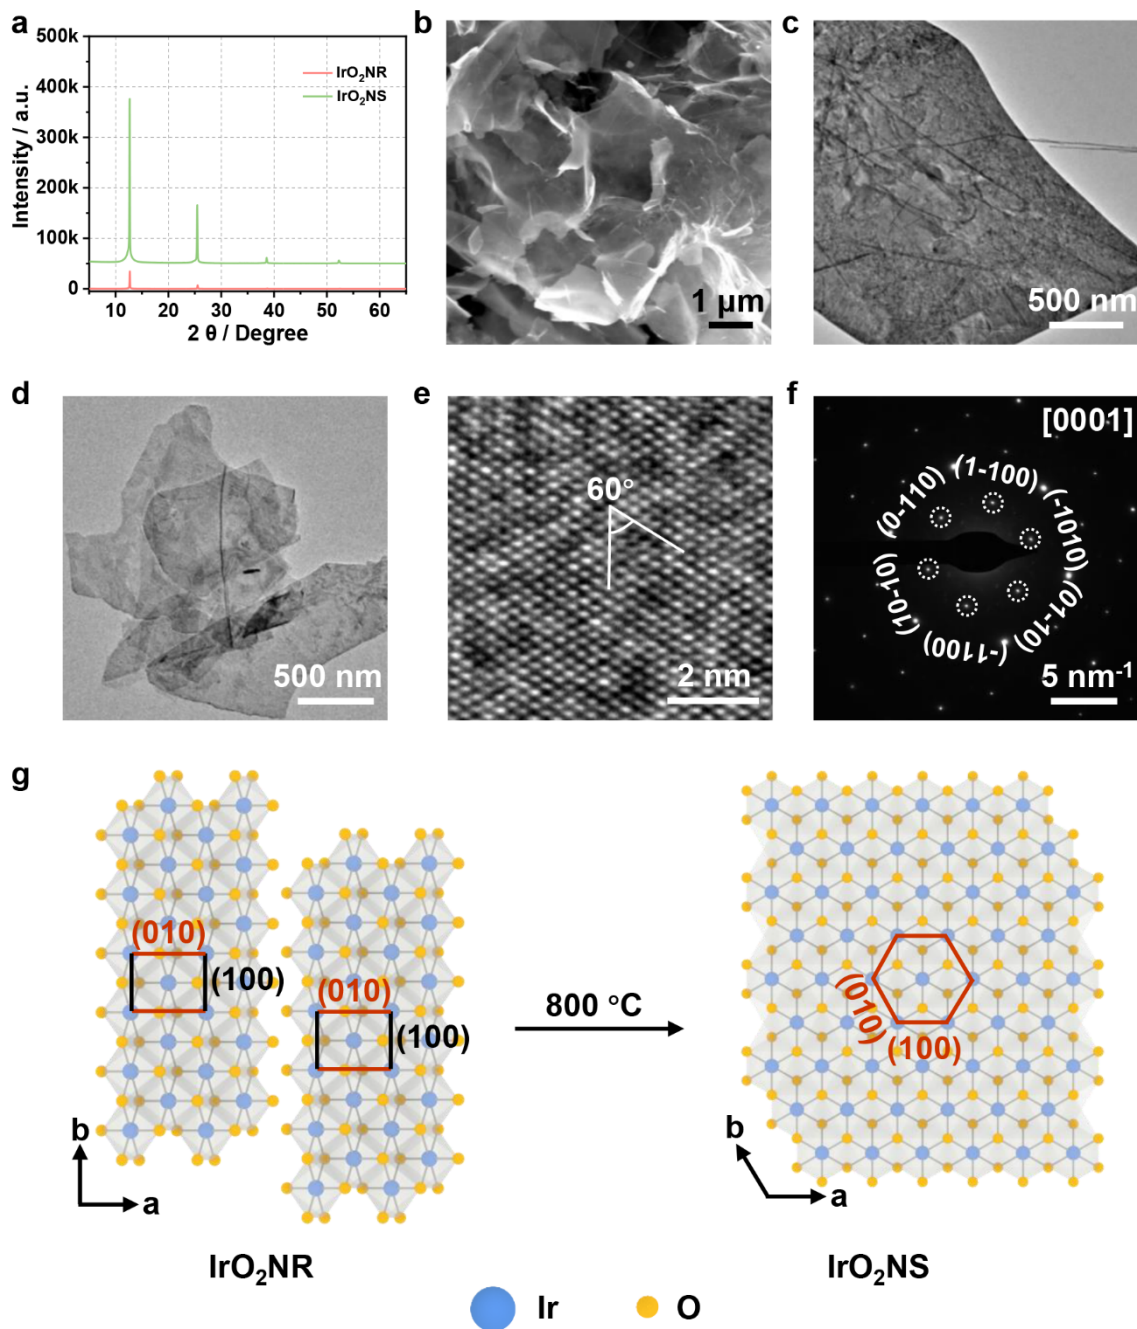 a
500k
400k
300k
200k
100k
0
10 20 30 40 50 60
Intensity / a.u.
2 θ / Degree
IrO₂NR
IrO₂NS
b
1 μm
c
500 nm
d
500 nm
e
60°
2 nm
f
[0001]
(0-110)
(1-100)
(-1010)
(10-10)
(-1100)
(01-10)
5 nm⁻¹
g
(010)
(100)
(010)
(100)
b
a
IrO₂NR
800 °C
(010)
(100)
b
a
IrO₂NS
Ir
O